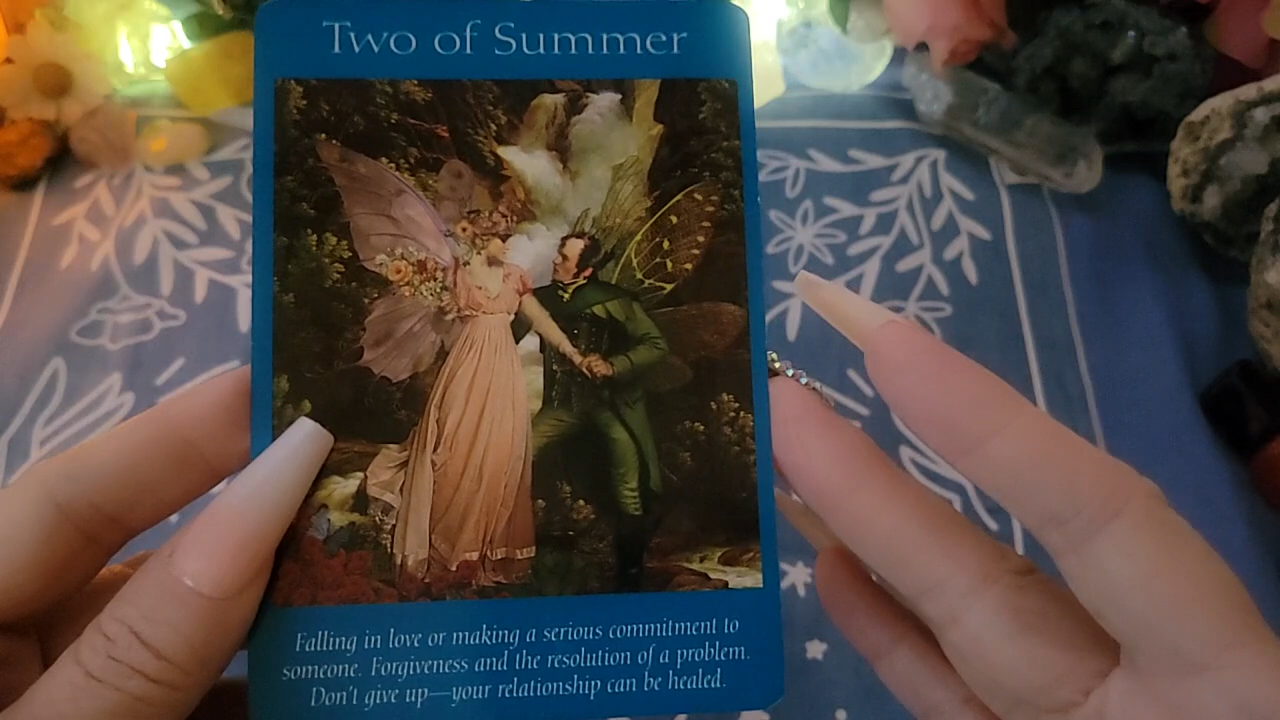 Two of Summer
Falling in love or making a serious commitment to
someone. Forgiveness and the resolution of a problem.
Don't give up—your relationship can be healed.